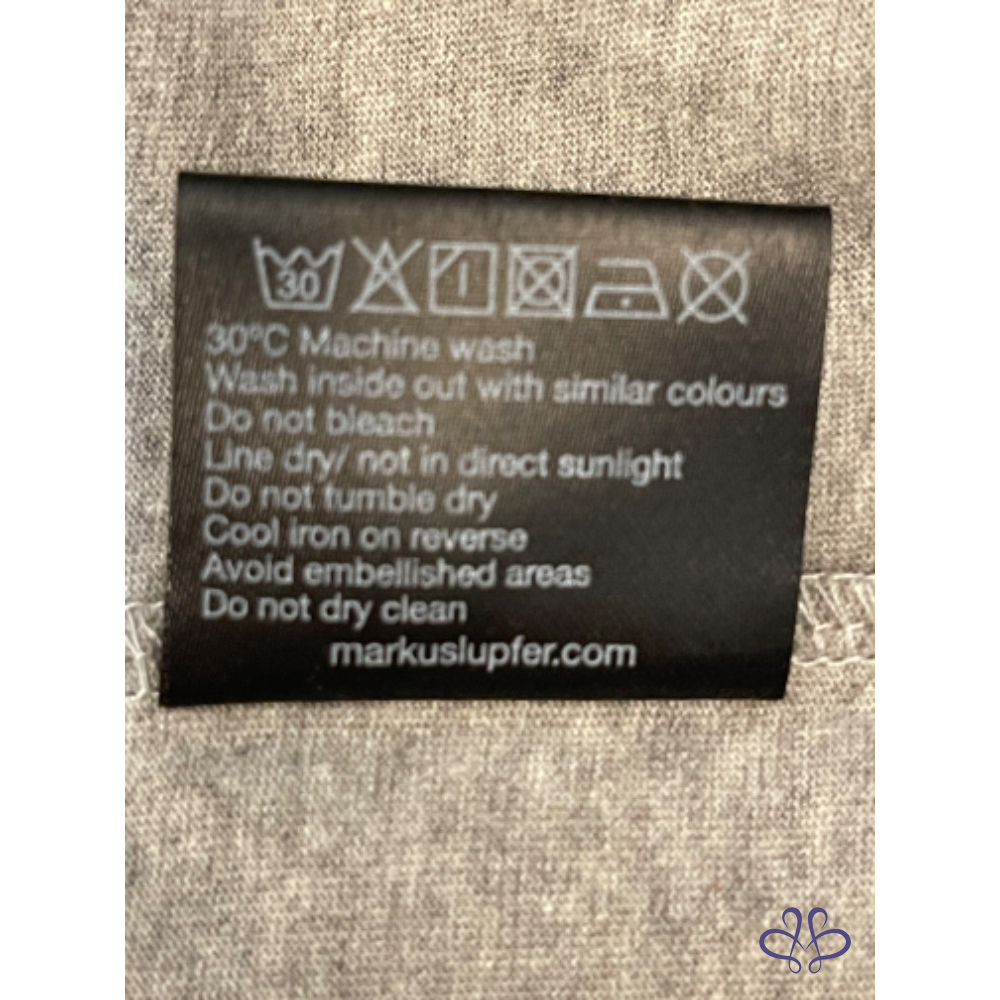 30
30°C Machine wash
Wash inside out with similar colours
Do not bleach
Line dry/ not in direct sunlight
Do not tumble dry
Cool iron on reverse
Avoid embellished areas
Do not dry clean
markuslupfer.com